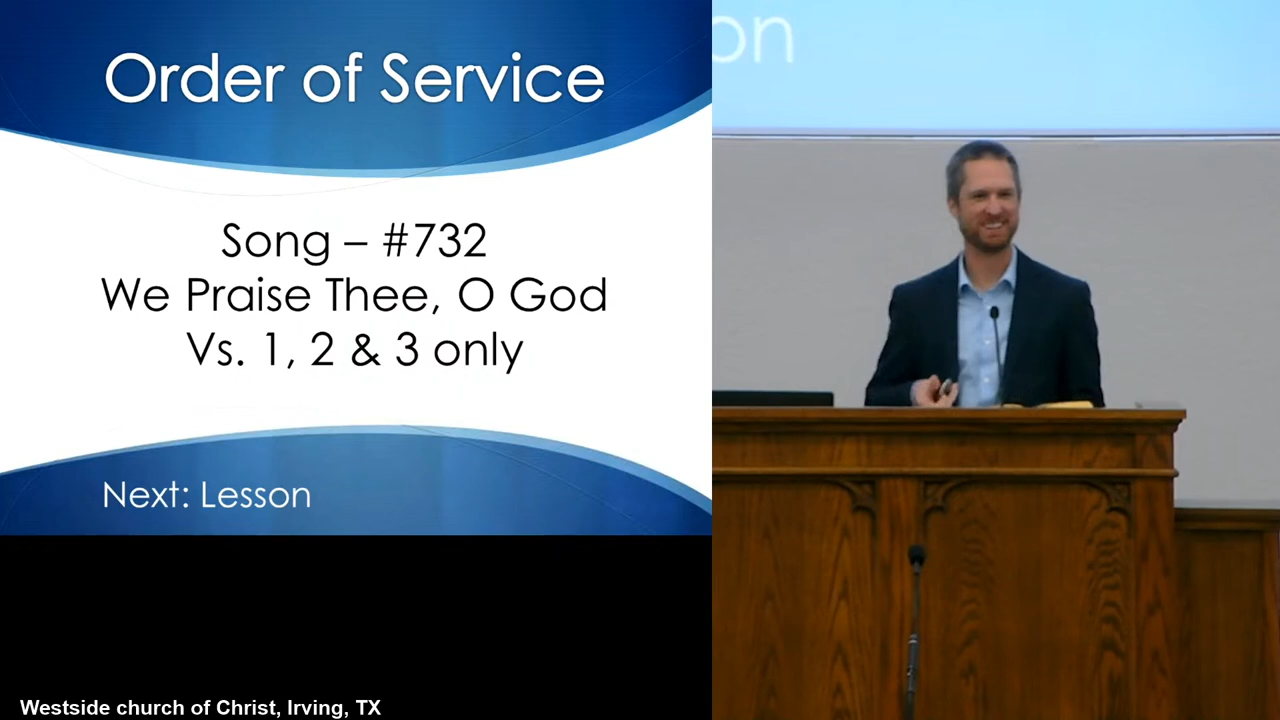 Order of Service
Song – #732
We Praise Thee, O God
Vs. 1, 2 & 3 only
Next: Lesson
on
Westside church of Christ, Irving, TX